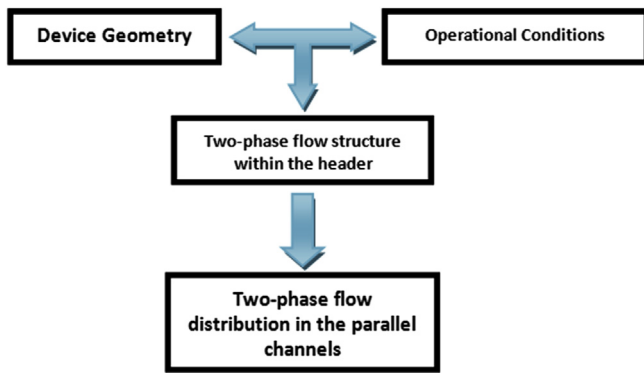 Device Geometry
Operational Conditions
Two-phase flow structure
within the header
Two-phase flow
distribution in the parallel
channels